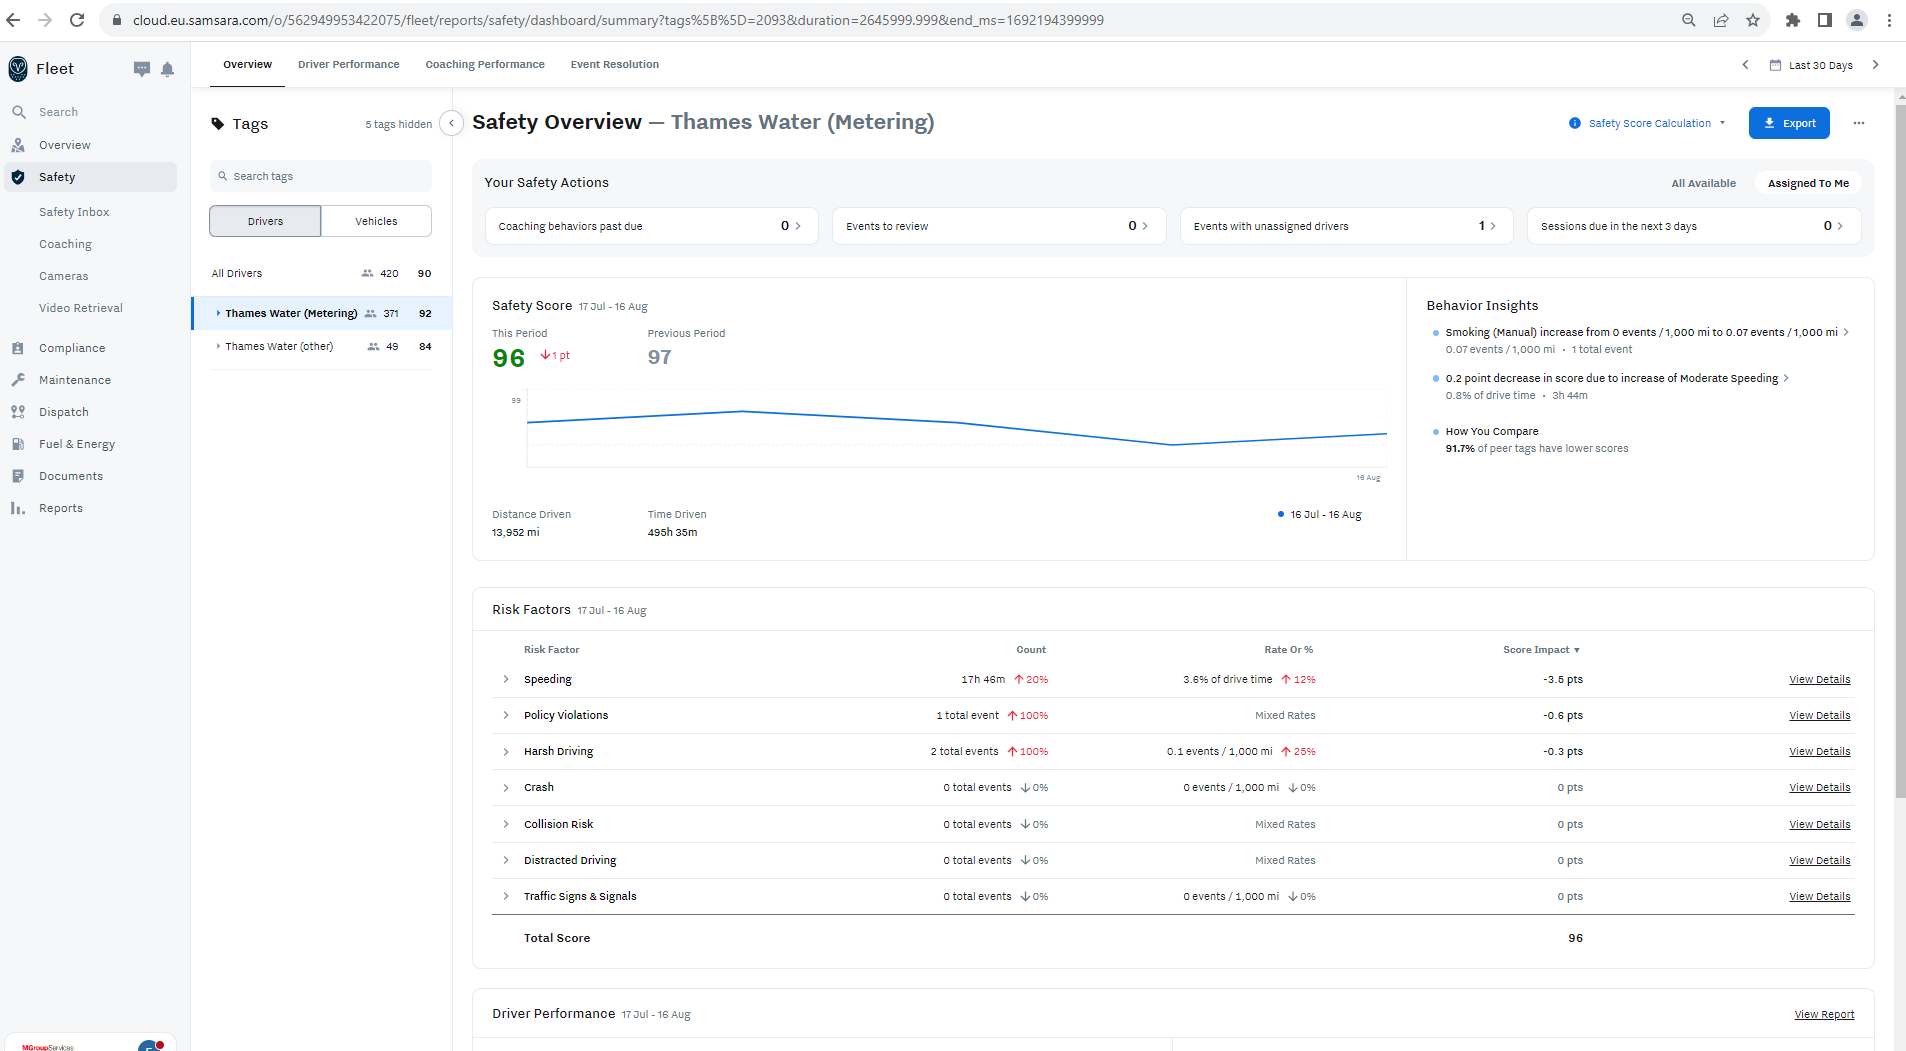 cloud.eu.samsara.com/o/562949953422075/fleet/reports/safety/dashboard/summary?tags%5B%5D=2093&duration=2645999.999&end_ms=1692194399999
Fleet
Search
Overview
Safety
Safety Inbox
Coaching
Cameras
Video Retrieval
Compliance
Maintenance
Dispatch
Fuel & Energy
Documents
Reports
MGroupServices
Overview Driver Performance Coaching Performance Event Resolution
Last 30 Days
Tags 5 tags hidden
Search tags
Drivers Vehicles
All Drivers 420 90
Thames Water (Metering) 371 92
Thames Water (other) 49 84
Safety Overview — Thames Water (Metering)
Safety Score Calculation
Export
Your Safety Actions
All Available Assigned To Me
Coaching behaviors past due 0
Events to review 0
Events with unassigned drivers 1
Sessions due in the next 3 days 0
Safety Score 17 Jul - 16 Aug
This Period Previous Period
96 1 pt 97
99
16 Aug
Distance Driven Time Driven
13,952 mi 495h 35m
16 Jul - 16 Aug
Behavior Insights
Smoking (Manual) increase from 0 events / 1,000 mi to 0.07 events / 1,000 mi
0.07 events / 1,000 mi • 1 total event
0.2 point decrease in score due to increase of Moderate Speeding
0.8% of drive time • 3h 44m
How You Compare
91.7% of peer tags have lower scores
Risk Factors 17 Jul - 16 Aug
Risk Factor Count Rate Or % Score Impact ▼
Speeding 17h 46m ↑ 20% 3.6% of drive time ↑ 12% -3.5 pts View Details
Policy Violations 1 total event ↑ 100% Mixed Rates -0.6 pts View Details
Harsh Driving 2 total events ↑ 100% 0.1 events / 1,000 mi ↑ 25% -0.3 pts View Details
Crash 0 total events ↓ 0% 0 events / 1,000 mi ↓ 0% 0 pts View Details
Collision Risk 0 total events ↓ 0% Mixed Rates 0 pts View Details
Distracted Driving 0 total events ↓ 0% Mixed Rates 0 pts View Details
Traffic Signs & Signals 0 total events ↓ 0% 0 events / 1,000 mi ↓ 0% 0 pts View Details
Total Score 96
Driver Performance 17 Jul - 16 Aug
View Report